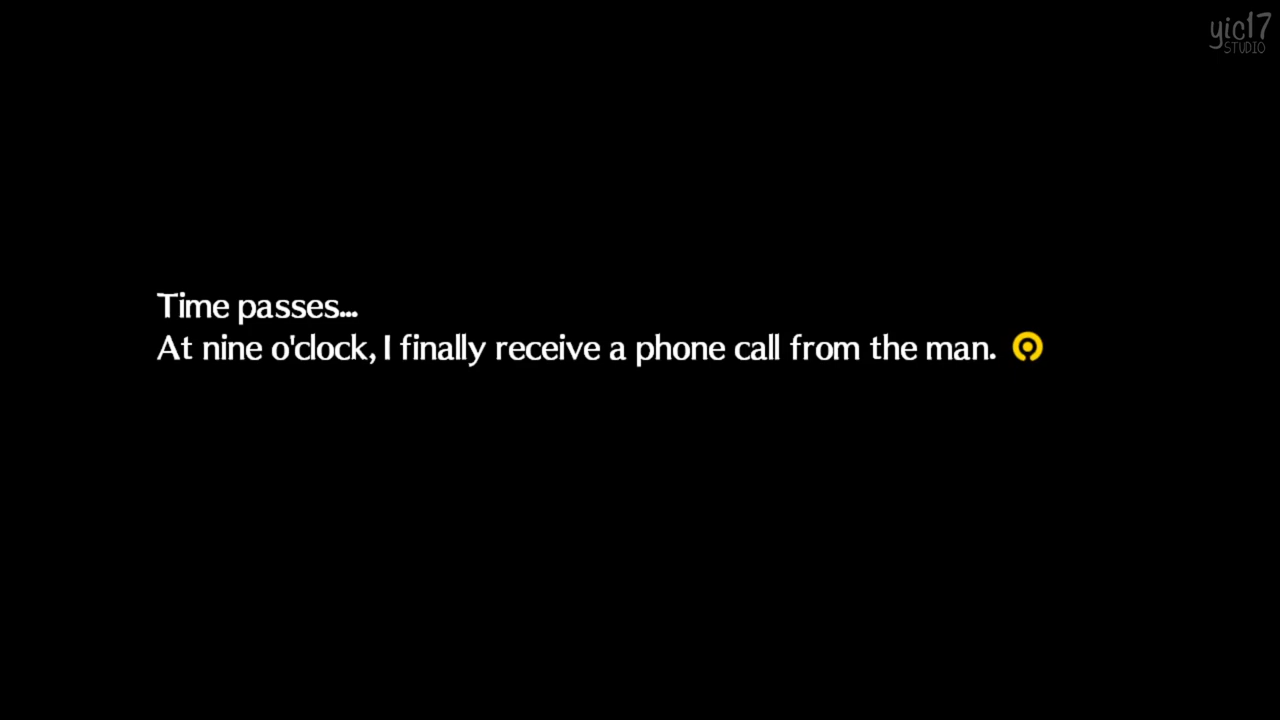 yic17
STUDIO
Time passes...
At nine o'clock, I finally receive a phone call from the man.